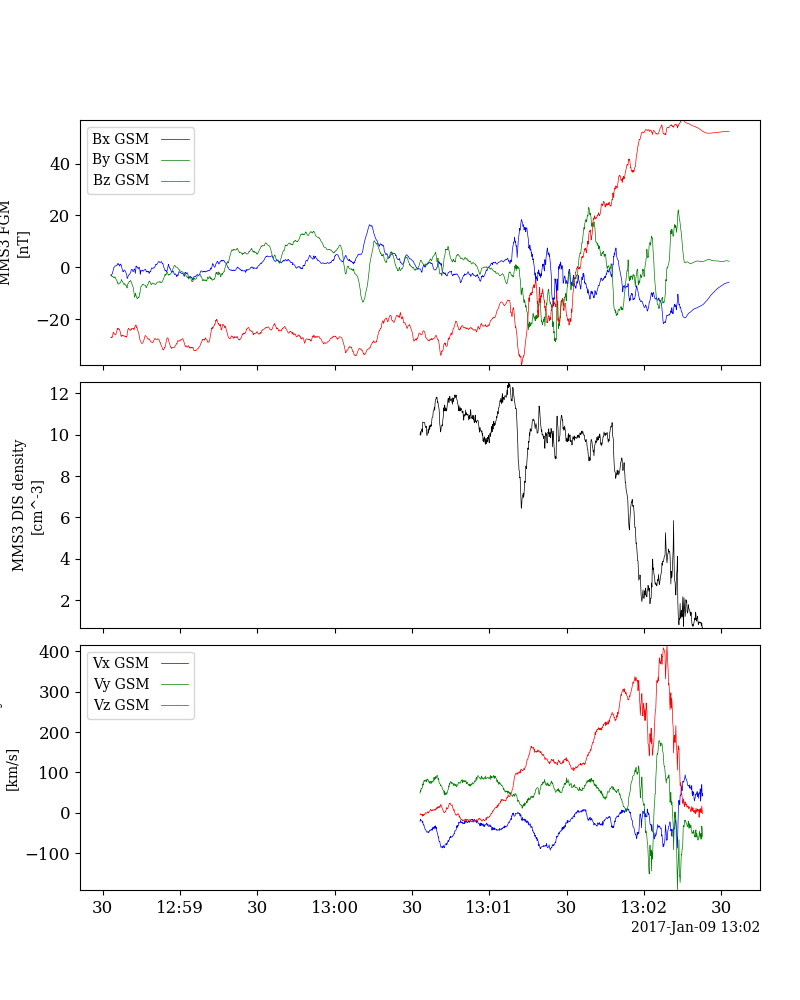 Bx GSM
By GSM
Bz GSM
MMS3 FGM
[nT]
40
20
0
−20
MMS3 DIS density
[cm^-3]
12
10
8
6
4
2
Vx GSM
Vy GSM
Vz GSM
[km/s]
400
300
200
100
0
−100
30 12:59 30 13:00 30 13:01 30 13:02 30
2017-Jan-09 13:02